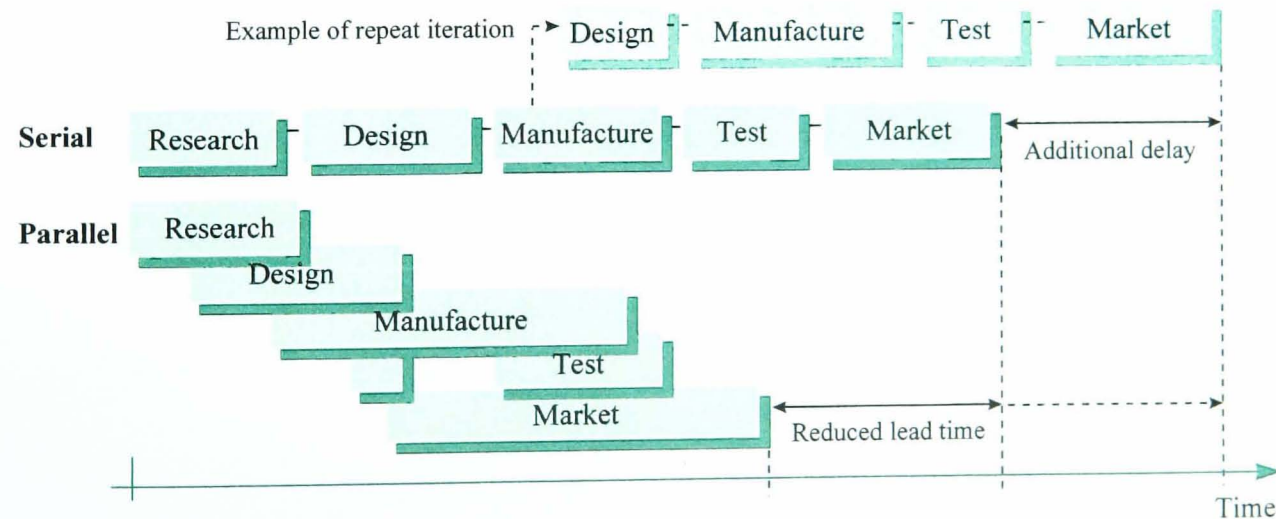 Example of repeat iteration Design Manufacture Test Market
Serial Research Design Manufacture Test Market
Additional delay
Parallel Research
Design
Manufacture
Test
Market
Reduced lead time
Time